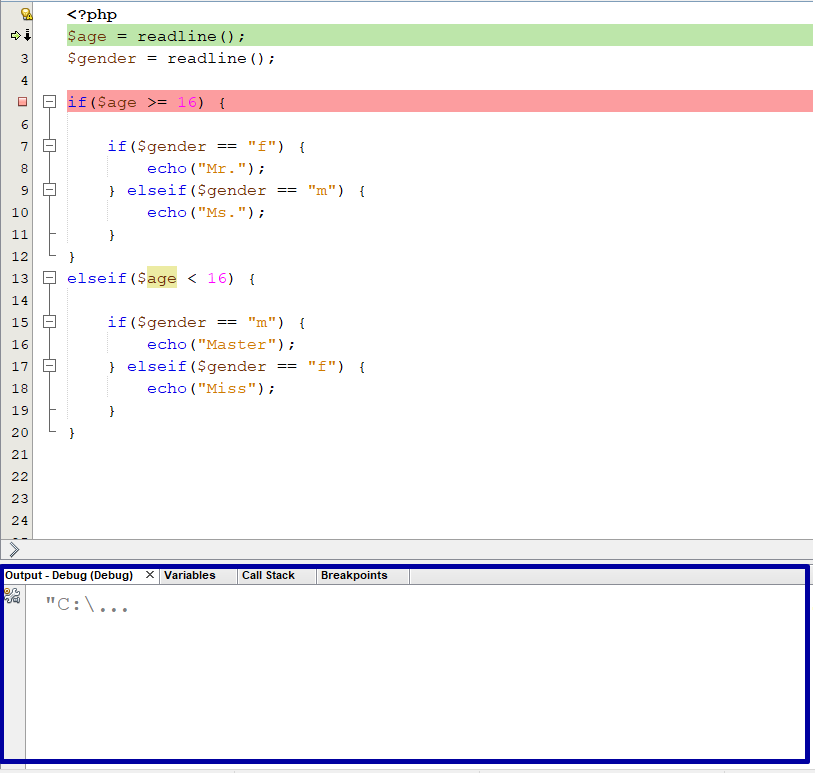 <?php
$age = readline();
3 $gender = readline();
4
if($age >= 16) {
6
7 if($gender == "f") {
8 echo("Mr.");
9 } elseif($gender == "m") {
10 echo("Ms.");
11 }
12 }
13 elseif($age < 16) {
14
15 if($gender == "m") {
16 echo("Master");
17 } elseif($gender == "f") {
18 echo("Miss");
19 }
20 }
21
22
23
24
Output - Debug (Debug) Variables Call Stack Breakpoints
"C:\...